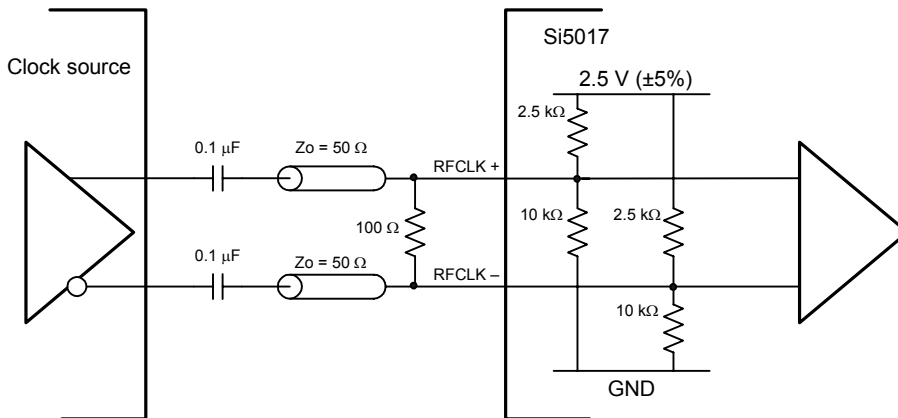 Si5017
Clock source
2.5 V (±5%)
2.5 kΩ
0.1 μF
Zo = 50 Ω
RFCLK +
10 kΩ
2.5 kΩ
100 Ω
0.1 μF
Zo = 50 Ω
RFCLK –
10 kΩ
GND